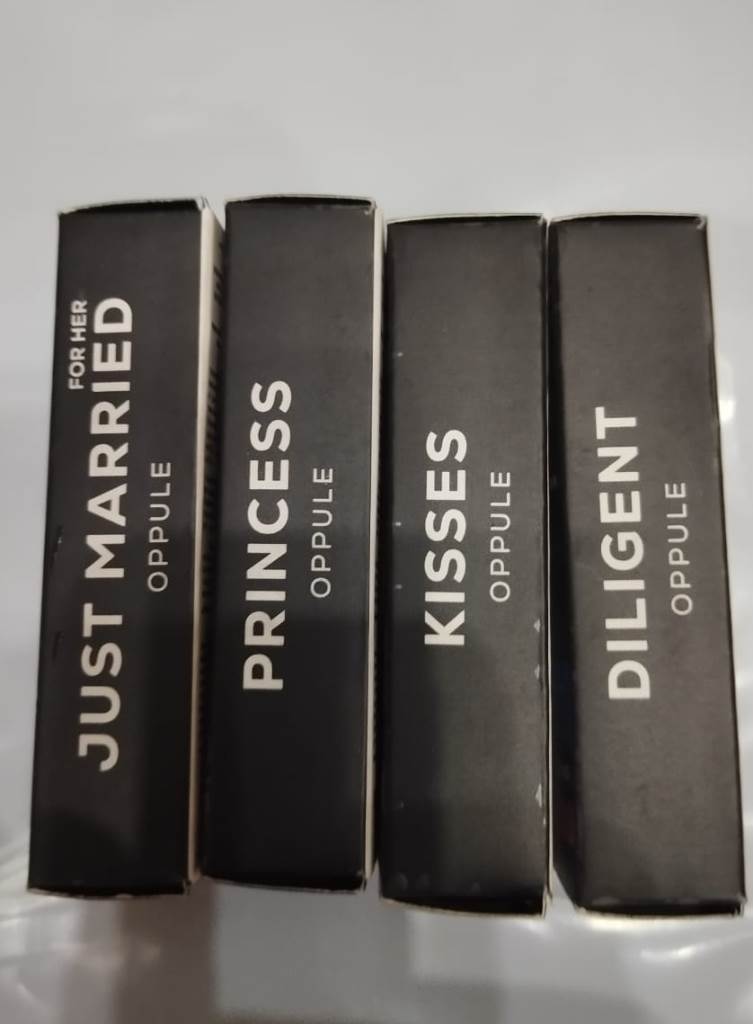 FOR HER
JUST MARRIED
OPPULE
PRINCESS
OPPULE
KISSES
OPPULE
DILIGENT
OPPULE